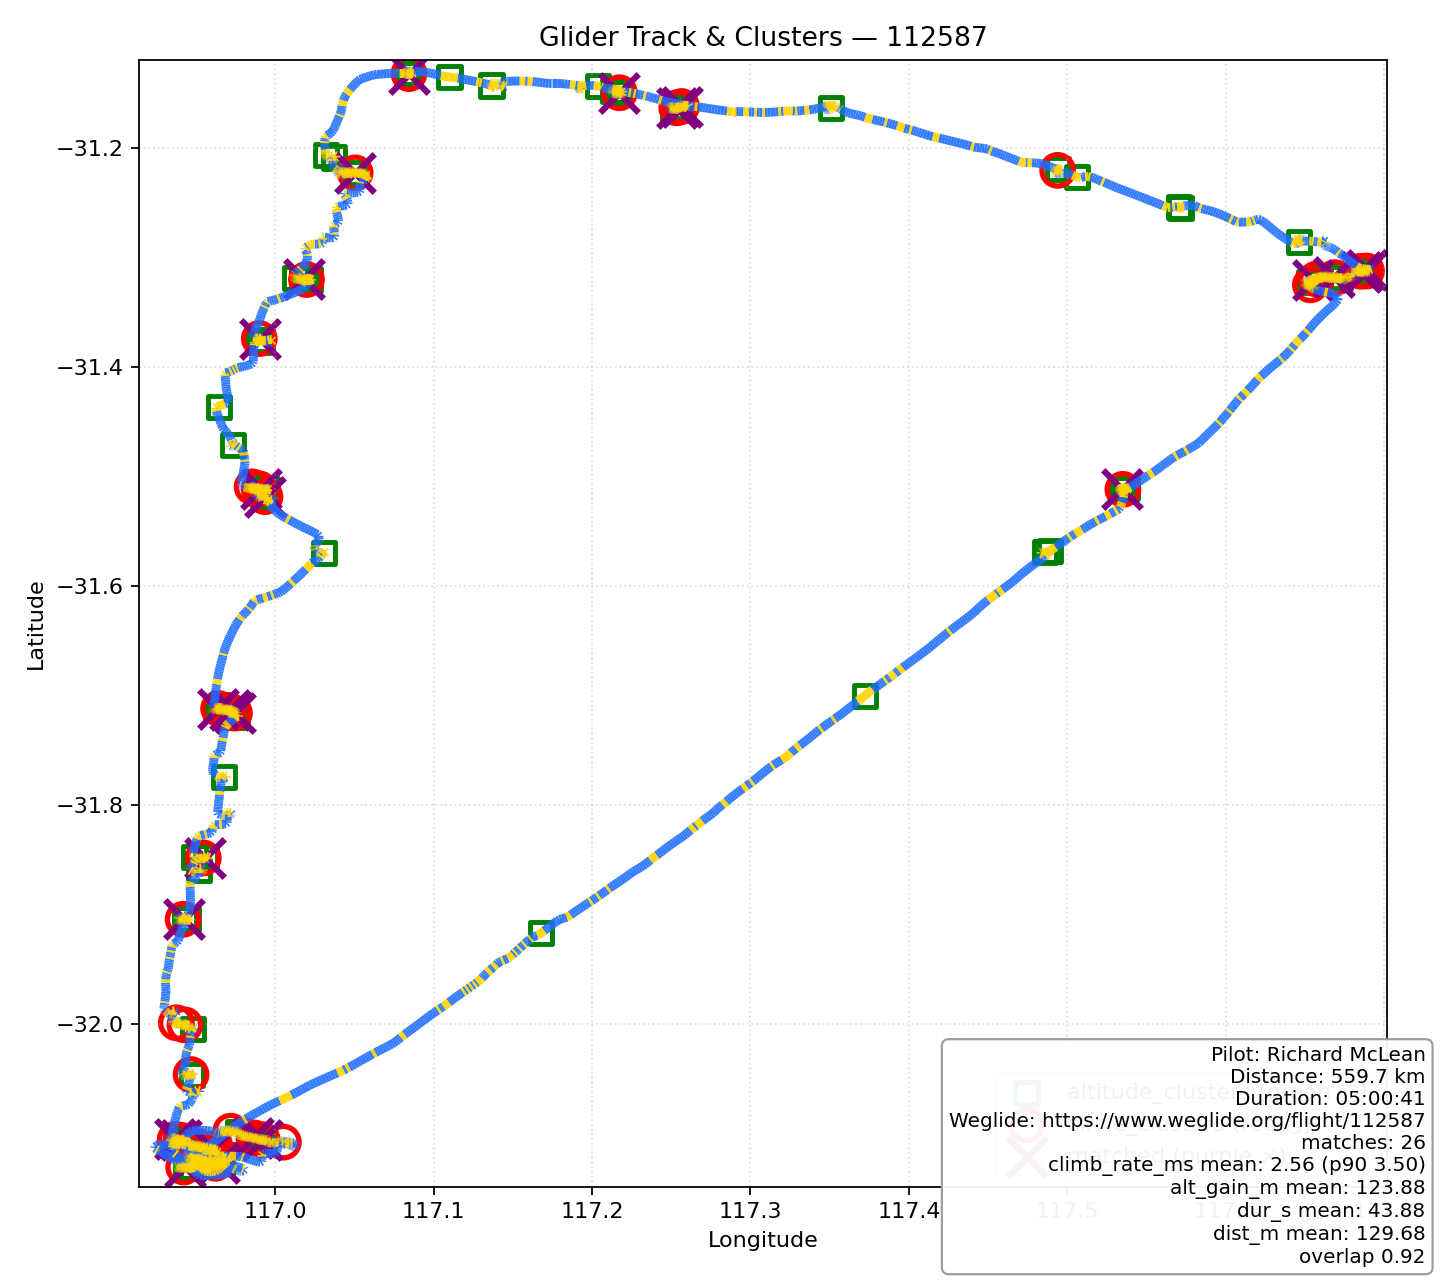 Glider Track & Clusters — 112587
−31.2
−31.4
−31.6
−31.8
−32.0
Latitude
117.0
117.1
117.2
117.3
117.4
117.5
Longitude
altitude_cluste
matched (purple
Pilot: Richard McLean
Distance: 559.7 km
Duration: 05:00:41
Weglide: https://www.weglide.org/flight/112587
matches: 26
climb_rate_ms mean: 2.56 (p90 3.50)
alt_gain_m mean: 123.88
dur_s mean: 43.88
dist_m mean: 129.68
overlap 0.92